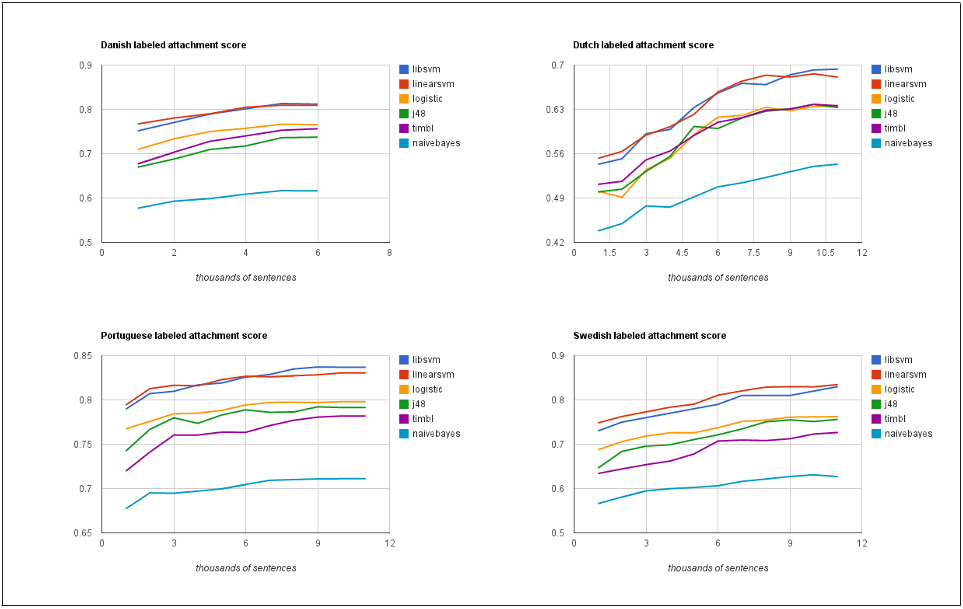 Danish labeled attachment score
0.9
0.8
0.7
0.6
0.5
0 2 4 6 8
thousands of sentences
libsvm
linearsvm
logistic
j48
timbl
naivebayes
Dutch labeled attachment score
0.7
0.63
0.56
0.49
0.42
0 1.5 3 4.5 6 7.5 9 10.5 12
thousands of sentences
libsvm
linearsvm
logistic
j48
timbl
naivebayes
Portuguese labeled attachment score
0.85
0.8
0.75
0.7
0.65
0 3 6 9 12
thousands of sentences
libsvm
linearsvm
logistic
j48
timbl
naivebayes
Swedish labeled attachment score
0.9
0.8
0.7
0.6
0.5
0 3 6 9 12
thousands of sentences
libsvm
linearsvm
logistic
j48
timbl
naivebayes